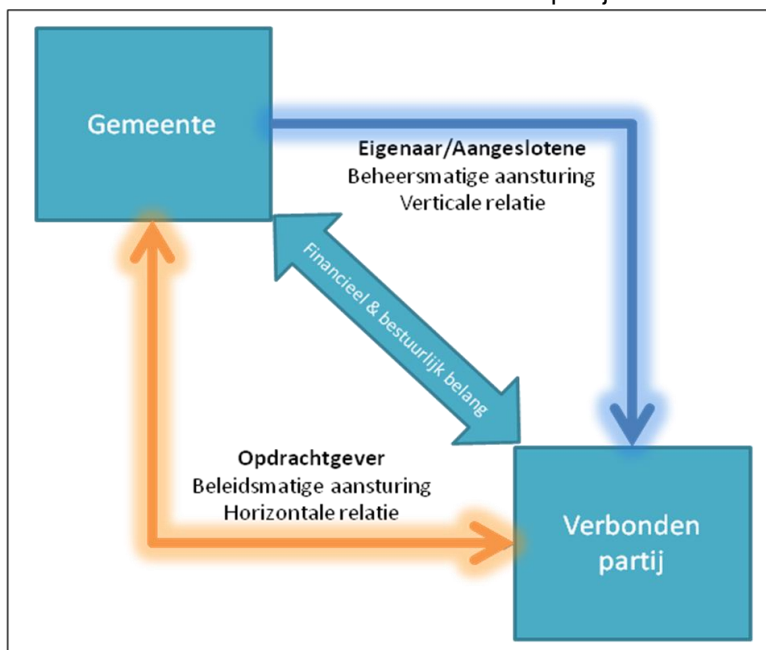 Gemeente
Eigenaar/Aangeslotene
Beheersmatige aansturing
Verticale relatie
Financieel & bestuurlijk belang
Opdrachtgever
Beleidsmatige aansturing
Horizontale relatie
Verbonden
partij